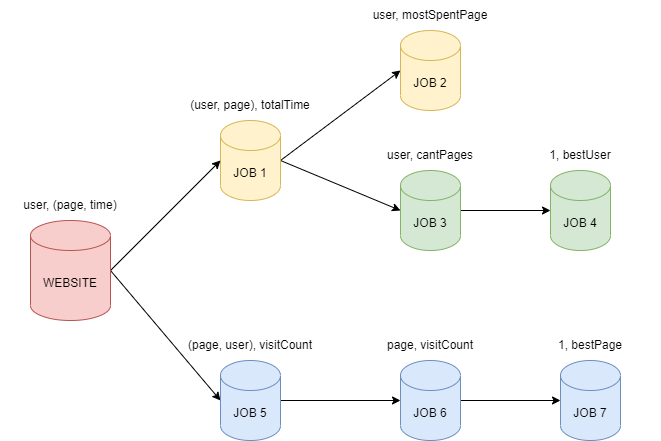 user, mostSpentPage
JOB 2
(user, page), totalTime
JOB 1
user, cantPages
1, bestUser
JOB 3
JOB 4
user, (page, time)
WEBSITE
(page, user), visitCount
page, visitCount
1, bestPage
JOB 5
JOB 6
JOB 7